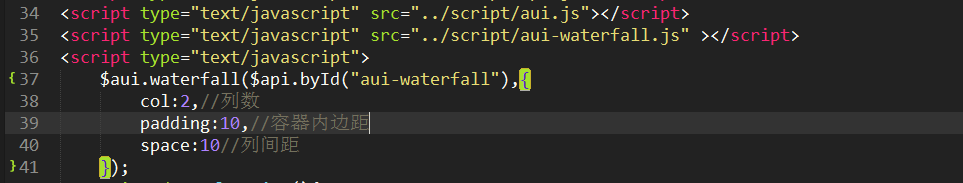 34 <script type="text/javascript" src="../script/aui.js"></script>
35 <script type="text/javascript" src="../script/aui-waterfall.js" ></script>
36 <script type="text/javascript">
{37 $aui.waterfall($api.byId("aui-waterfall"),{
38 col:2,//列数
39 padding:10,//容器内边距
40 space:10//列间距
}41 });